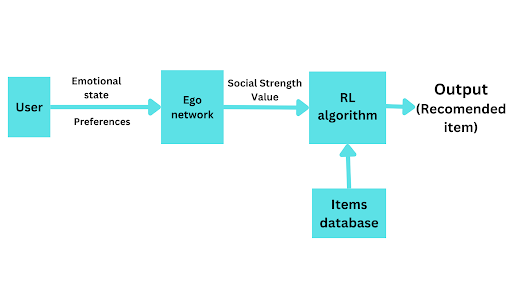 Emotional
state
User
Preferences
Ego
network
Social Strength
Value
RL
algorithm
Output
(Recomended
item)
Items
database